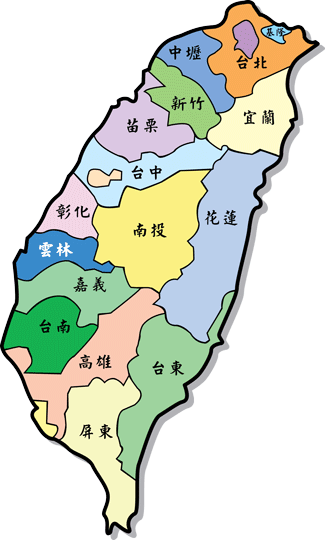 基隆
中壢
台北
新竹
宜蘭
苗栗
台中
彰化
花蓮
南投
雲林
嘉義
台南
高雄
台東
屏東